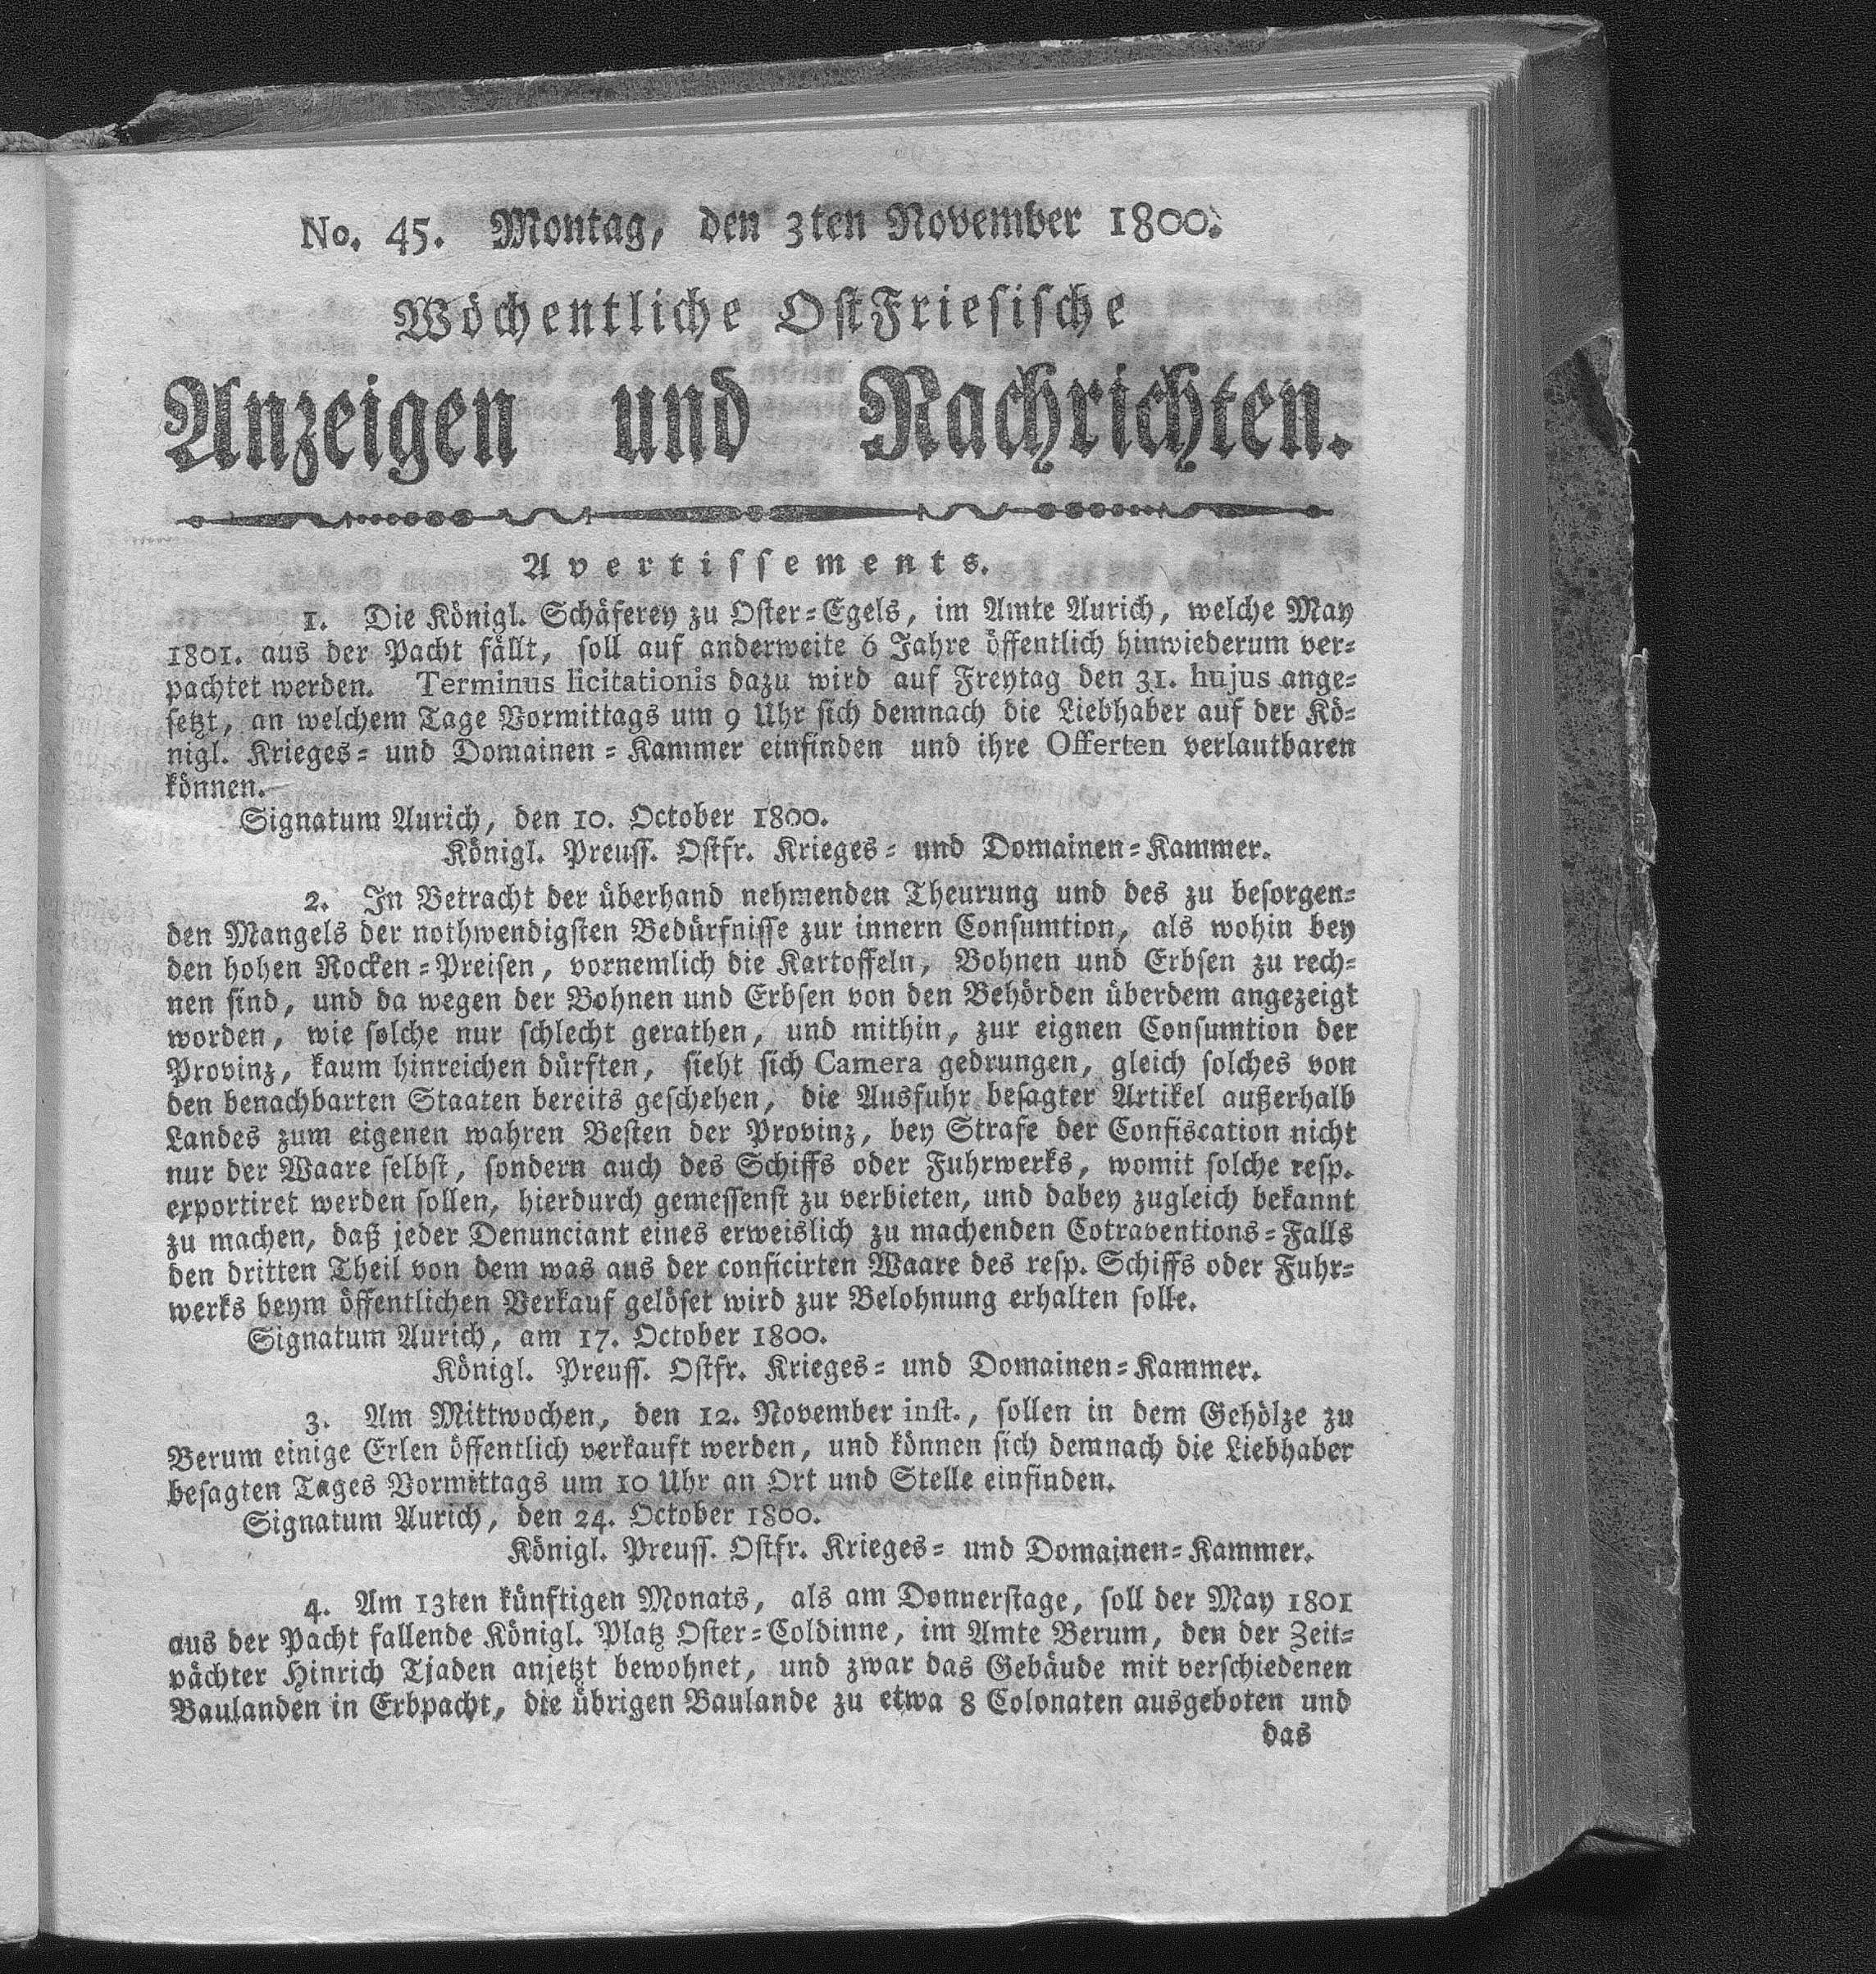 No. 45. Montag, den 3ten November 1800.
Wöchentliche OstFriesische
Anzeigen und Nachrichten.
Avertissements.
1. Die Königl. Schäferey zu Oster-Egels, im Amte Aurich, welche May
1801. aus der Pacht fällt, soll auf anderweite 6 Jahre öffentlich hinwiederum ver-
pachtet werden. Terminus licitationis dazu wird auf Freytag den 31. hujus ange-
setzt, an welchem Tage Vormittags um 9 Uhr sich demnach die Liebhaber auf der Kö-
nigl. Krieges- und Domainen-Kammer einfinden und ihre Offerten verlautbaren
können.
Signatum Aurich, den 10. October 1800.
Königl. Preuss. Ostfr. Krieges- und Domainen-Kammer.
2. In Betracht der überhand nehmenden Theurung und des zu besorgen-
den Mangels der nothwendigsten Bedürfnisse zur innern Consumtion, als wohin bey
den hohen Rocken-Preisen, vornemlich die Kartoffeln, Bohnen und Erbsen zu rech-
nen sind, und da wegen der Bohnen und Erbsen von den Behörden überdem angezeigt
worden, wie solche nur schlecht gerathen, und mithin, zur eignen Consumtion der
Provinz, kaum hinreichen dürften, sieht sich Camera gedrungen, gleich solches von
den benachbarten Staaten bereits geschehen, die Ausfuhr besagter Artikel außerhalb
Landes zum eigenen wahren Besten der Provinz, bey Strafe der Confiscation nicht
nur der Waare selbst, sondern auch des Schiffs oder Fuhrwerks, womit solche resp.
exportiret werden sollen, hierdurch gemessenst zu verbieten, und dabey zugleich bekannt
zu machen, daß jeder Denunciant eines erweislich zu machenden Cotraventions-Falls
den dritten Theil von dem was aus der conficirten Waare des resp. Schiffs oder Fuhr-
werks beym öffentlichen Verkauf gelöset wird zur Belohnung erhalten solle.
Signatum Aurich, am 17. October 1800.
Königl. Preuss. Ostfr. Krieges- und Domainen-Kammer.
3. Am Mittwochen, den 12. November inst., sollen in dem Gehölze zu
Berum einige Erlen öffentlich verkauft werden, und können sich demnach die Liebhaber
besagten Tages Vormittags um 10 Uhr an Ort und Stelle einfinden.
Signatum Aurich, den 24. October 1800.
Königl. Preuss. Ostfr. Krieges- und Domainen-Kammer.
4. Am 13ten künftigen Monats, als am Donnerstage, soll der May 1801
aus der Pacht fallende Königl. Platz Oster-Coldinne, im Amte Berum, den der Zeit-
pächter Hinrich Tjaden anjetzt bewohnet, und zwar das Gebäude mit verschiedenen
Baulanden in Erbpacht, die übrigen Baulande zu etwa 8 Colonaten ausgeboten und
das